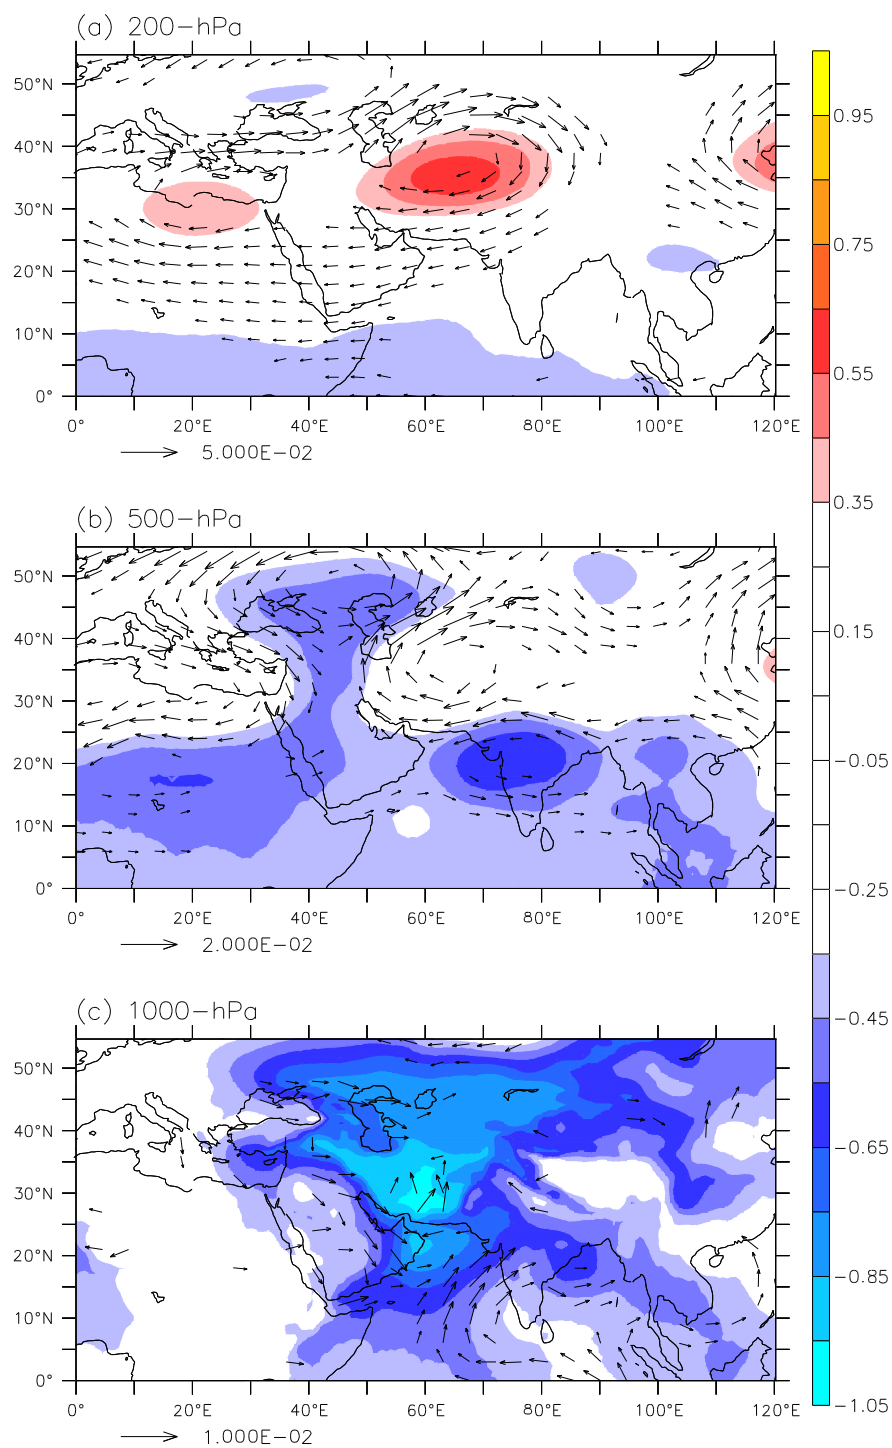 (a) 200-hPa
50°N
40°N
30°N
20°N
10°N
0°
0° 20°E 40°E 60°E 80°E 100°E 120°E
5.000E-02
(b) 500-hPa
50°N
40°N
30°N
20°N
10°N
0°
0° 20°E 40°E 60°E 80°E 100°E 120°E
2.000E-02
(c) 1000-hPa
50°N
40°N
30°N
20°N
10°N
0°
0° 20°E 40°E 60°E 80°E 100°E 120°E
1.000E-02
0.95
0.75
0.55
0.35
0.15
-0.05
-0.25
-0.45
-0.65
-0.85
-1.05